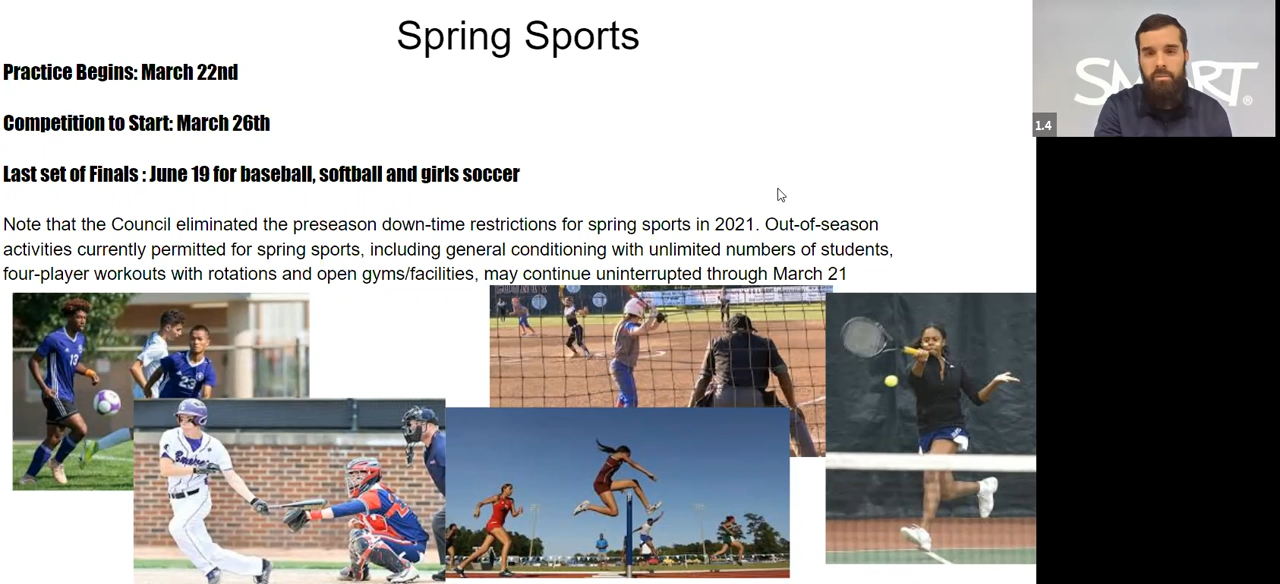 Spring Sports
Practice Begins: March 22nd
Competition to Start: March 26th
Last set of Finals : June 19 for baseball, softball and girls soccer
Note that the Council eliminated the preseason down-time restrictions for spring sports in 2021. Out-of-season
activities currently permitted for spring sports, including general conditioning with unlimited numbers of students,
four-player workouts with rotations and open gyms/facilities, may continue uninterrupted through March 21
SMART®
1.4
13
23